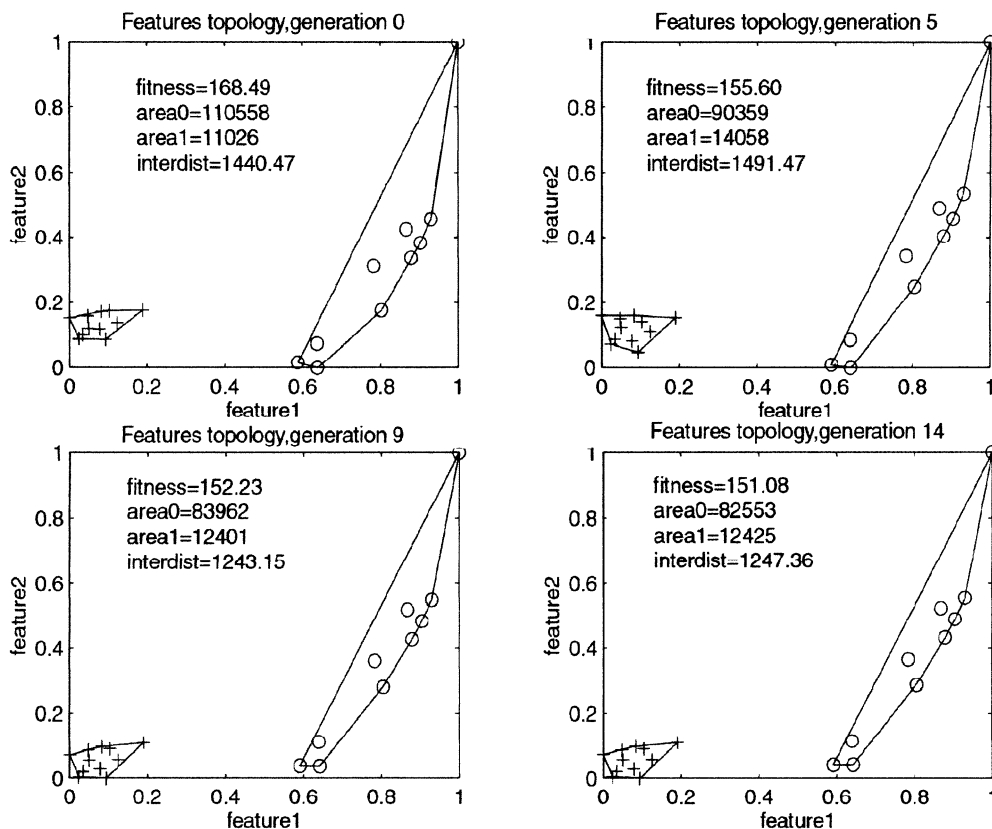 Features topology,generation 0
1
0.8
0.6
0.4
0.2
0
feature2
fitness=168.49
area0=110558
area1=11026
interdist=1440.47
0 0.2 0.4 0.6 0.8 1
feature1
Features topology,generation 5
1
0.8
0.6
0.4
0.2
0
feature2
fitness=155.60
area0=90359
area1=14058
interdist=1491.47
0 0.2 0.4 0.6 0.8 1
feature1
Features topology,generation 9
1
0.8
0.6
0.4
0.2
0
feature2
fitness=152.23
area0=83962
area1=12401
interdist=1243.15
0 0.2 0.4 0.6 0.8 1
feature1
Features topology,generation 14
1
0.8
0.6
0.4
0.2
0
feature2
fitness=151.08
area0=82553
area1=12425
interdist=1247.36
0 0.2 0.4 0.6 0.8 1
feature1